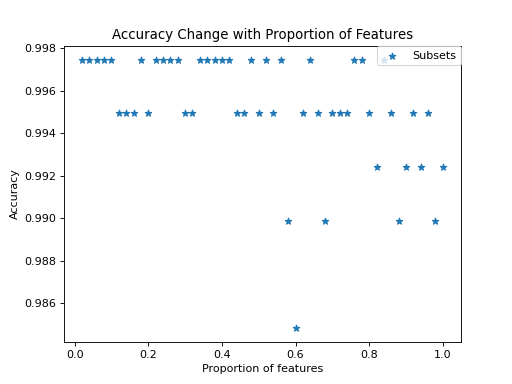 Accuracy Change with Proportion of Features
Subsets
0.998
0.996
0.994
0.992
0.990
0.988
0.986
Accuracy
0.0 0.2 0.4 0.6 0.8 1.0
Proportion of features